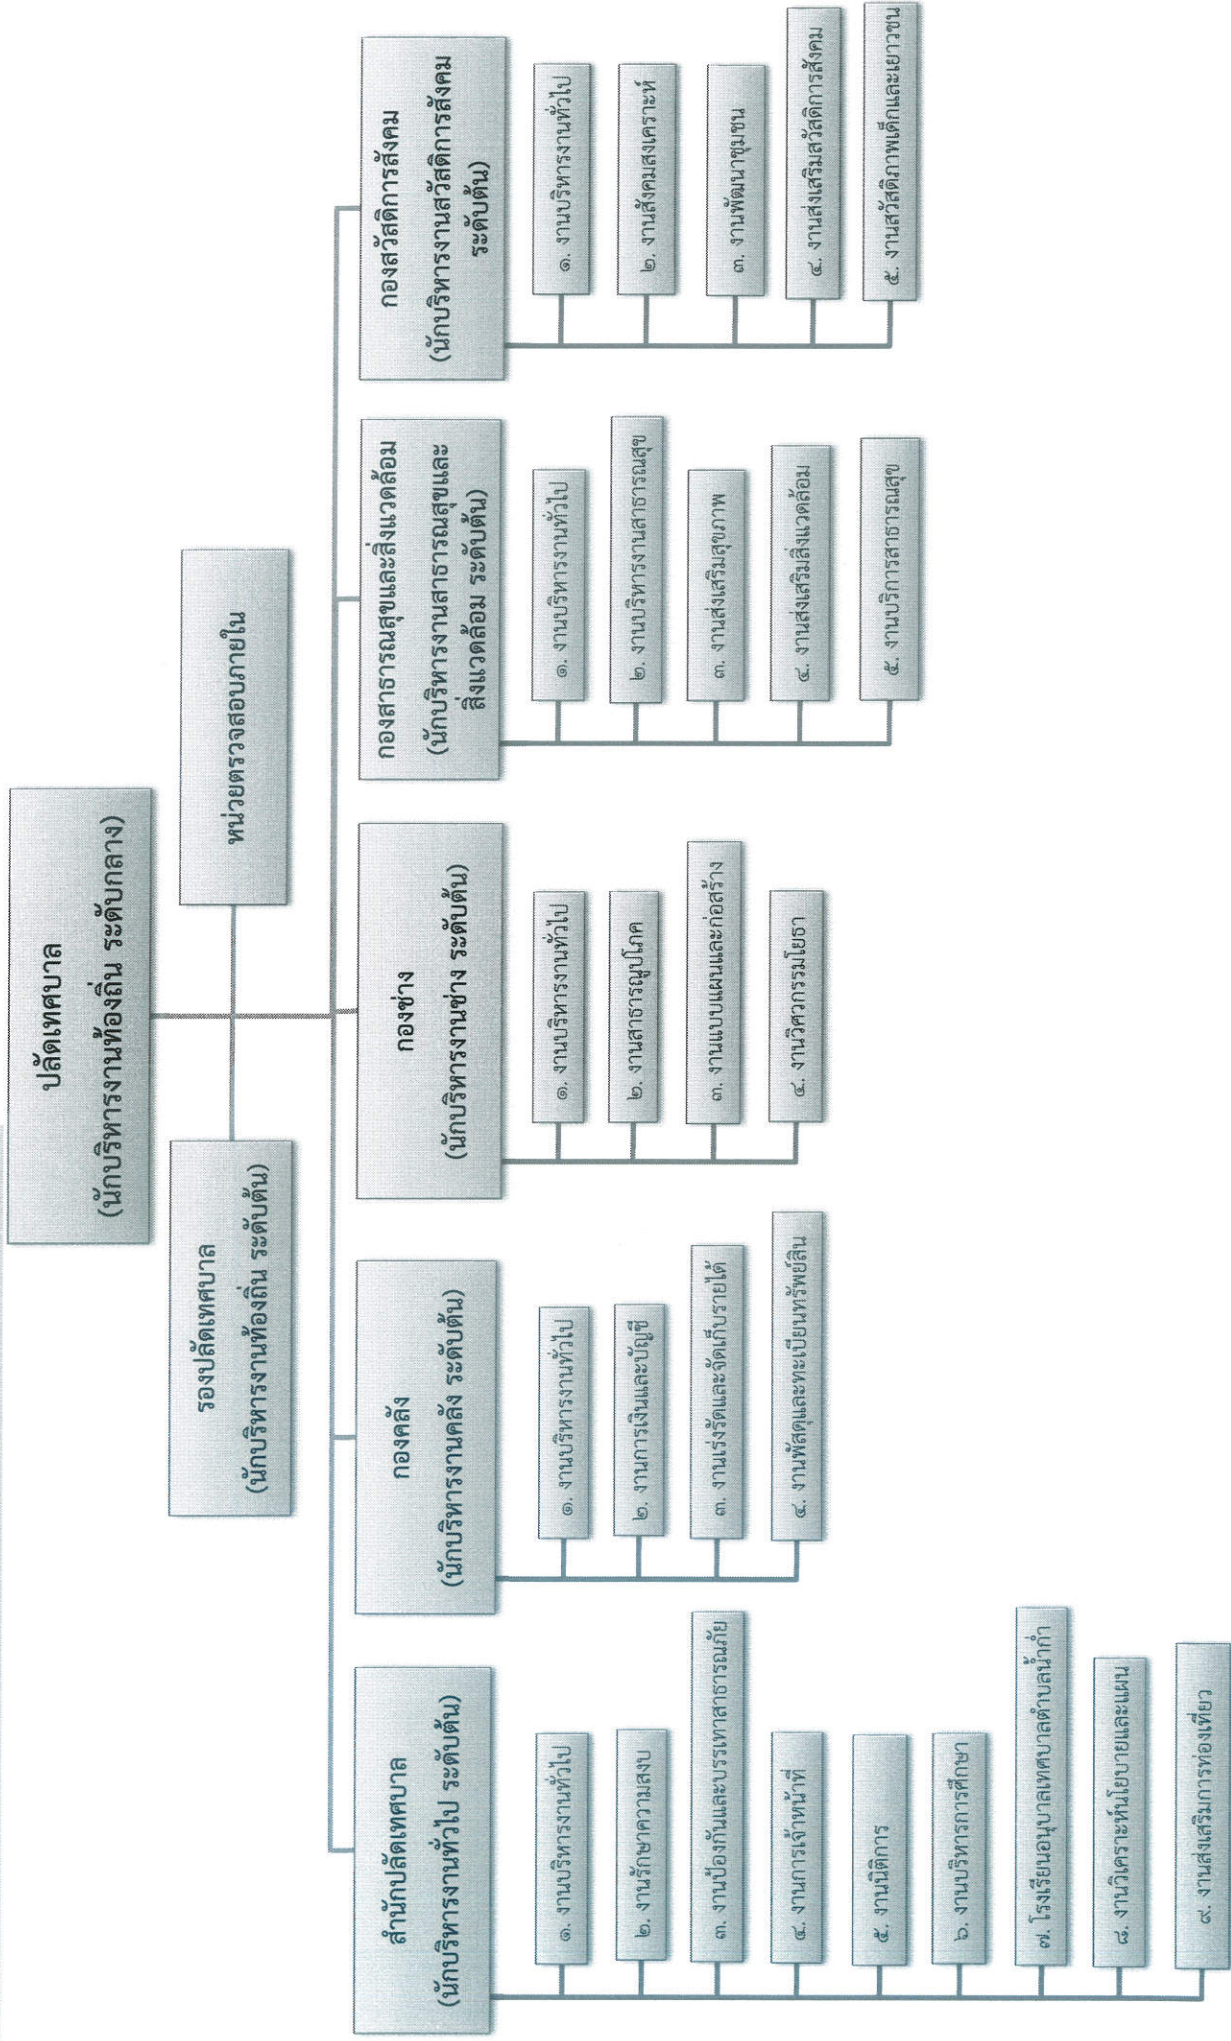 ปลัดเทศบาล
(นักบริหารงานท้องถิ่น ระดับกลาง)
รองปลัดเทศบาล
(นักบริหารงานท้องถิ่น ระดับต้น)
หน่วยตรวจสอบภายใน
สำนักปลัดเทศบาล
(นักบริหารงานทั่วไป ระดับต้น)
๑. งานบริหารงานทั่วไป
๒. งานรักษาความสงบ
๓. งานป้องกันและบรรเทาสาธารณภัย
๔. งานการเจ้าหน้าที่
๕. งานนิติการ
๖. งานบริหารการศึกษา
๗. โรงเรียนอนุบาลเทศบาลตำบลน้ำก่ำ
๘. งานวิเคราะห์นโยบายและแผน
๙. งานส่งเสริมการท่องเที่ยว
กองคลัง
(นักบริหารงานคลัง ระดับต้น)
๑. งานบริหารงานทั่วไป
๒. งานการเงินและบัญชี
๓. งานเร่งรัดและจัดเก็บรายได้
๔. งานพัสดุและทะเบียนทรัพย์สิน
กองช่าง
(นักบริหารงานช่าง ระดับต้น)
๑. งานบริหารงานทั่วไป
๒. งานสาธารณูปโภค
๓. งานแบบแผนและก่อสร้าง
๔. งานวิศวกรรมโยธา
กองสาธารณสุขและสิ่งแวดล้อม
(นักบริหารงานสาธารณสุขและ
สิ่งแวดล้อม ระดับต้น)
๑. งานบริหารงานทั่วไป
๒. งานบริหารงานสาธารณสุข
๓. งานส่งเสริมสุขภาพ
๔. งานส่งเสริมสิ่งแวดล้อม
๕. งานบริการสาธารณสุข
กองสวัสดิการสังคม
(นักบริหารงานสวัสดิการสังคม
ระดับต้น)
๑. งานบริหารงานทั่วไป
๒. งานสังคมสงเคราะห์
๓. งานพัฒนาชุมชน
๔. งานส่งเสริมสวัสดิการสังคม
๕. งานสวัสดิภาพเด็กและเยาวชน